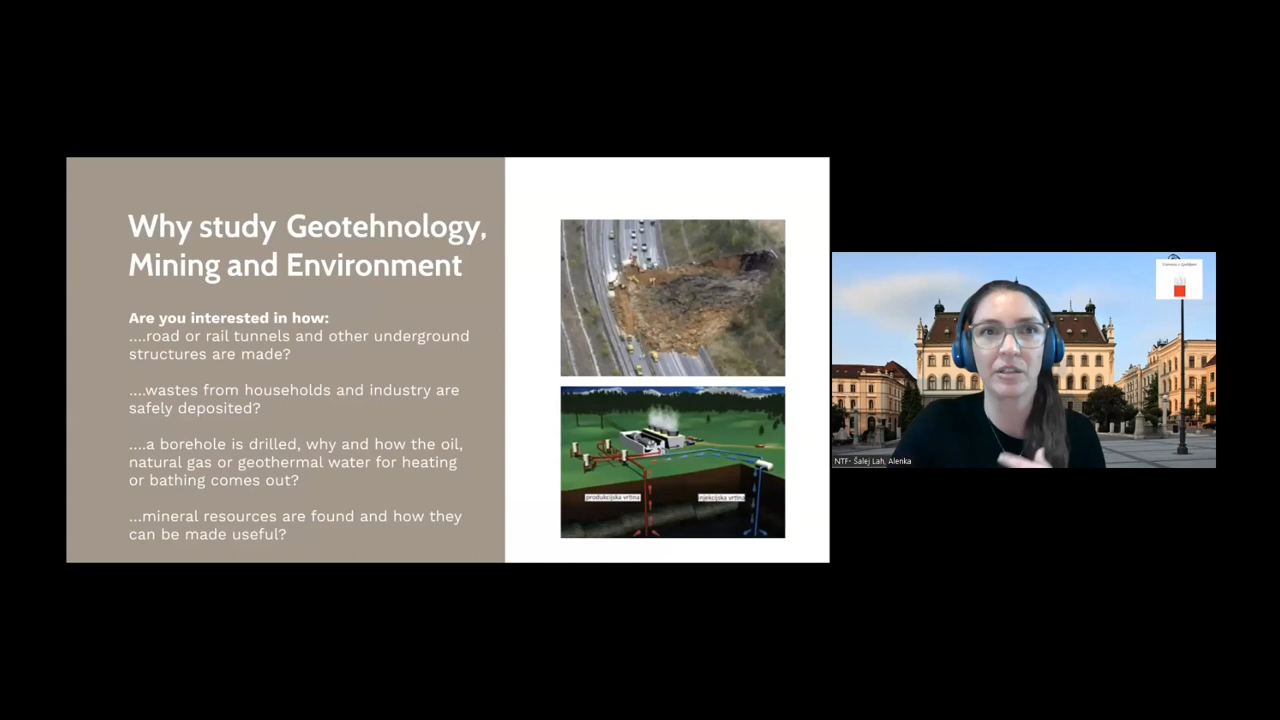 Why study Geotehnology,
Mining and Environment
Are you interested in how:
....road or rail tunnels and other underground
structures are made?
....wastes from households and industry are
safely deposited?
....a borehole is drilled, why and how the oil,
natural gas or geothermal water for heating
or bathing comes out?
...mineral resources are found and how they
can be made useful?
produkcijska vrtina
injekcijska vrtina
NTF- Šalej Lah, Alenka